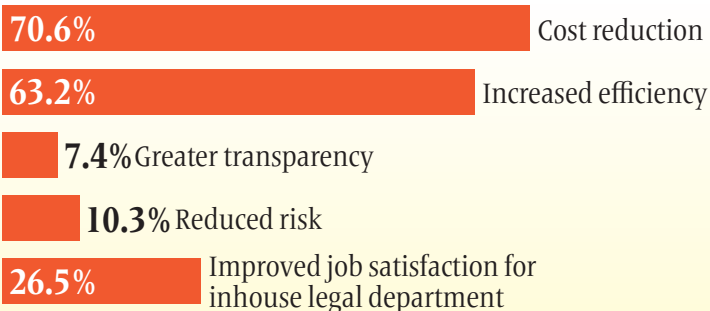 70.6% Cost reduction
63.2% Increased efficiency
7.4% Greater transparency
10.3% Reduced risk
26.5% Improved job satisfaction for
inhouse legal department